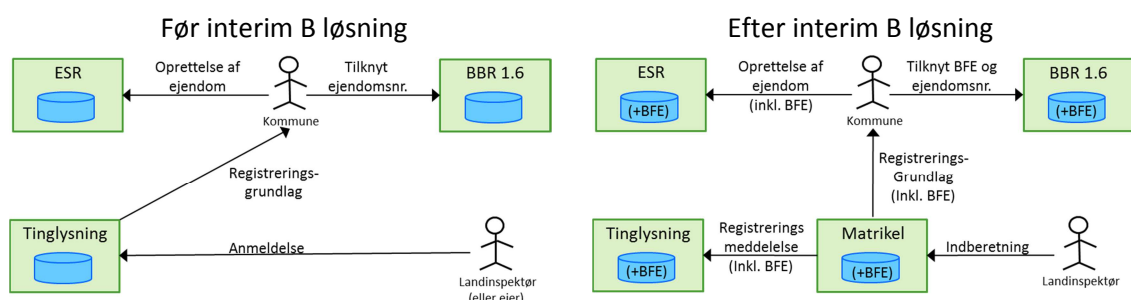 Før interim B løsning
ESR
Oprettelse af
ejendom
Kommune
Tilknyt
ejendomsnr.
BBR 1.6
Registrerings-
grundlag
Tinglysning
Anmeldelse
Landinspektør
(eller ejer)
Efter interim B løsning
ESR
(+BFE)
Oprettelse af
ejendom
(inkl. BFE)
Kommune
Tilknyt BFE og
ejendomsnr.
BBR 1.6
(+BFE)
Registrerings-
Grundlag
(Inkl. BFE)
Tinglysning
(+BFE)
Registrerings
meddelelse
(Inkl. BFE)
Matrikel
(+BFE)
Indberetning
Landinspektør